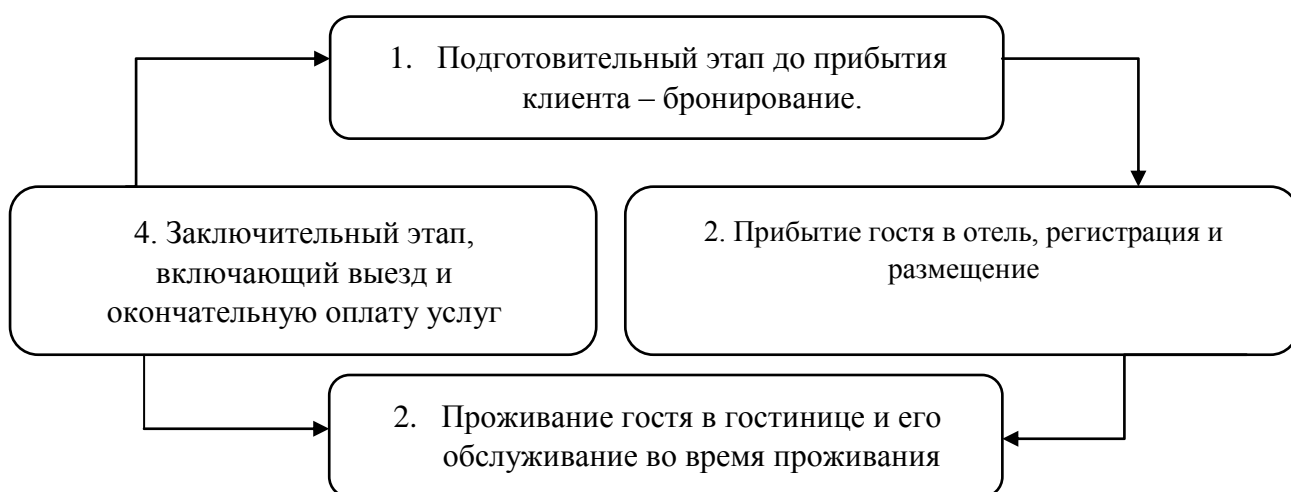 1. Подготовительный этап до прибытия
клиента – бронирование.
4. Заключительный этап,
включающий выезд и
окончательную оплату услуг
2. Прибытие гостя в отель, регистрация и
размещение
2. Проживание гостя в гостинице и его
обслуживание во время проживания